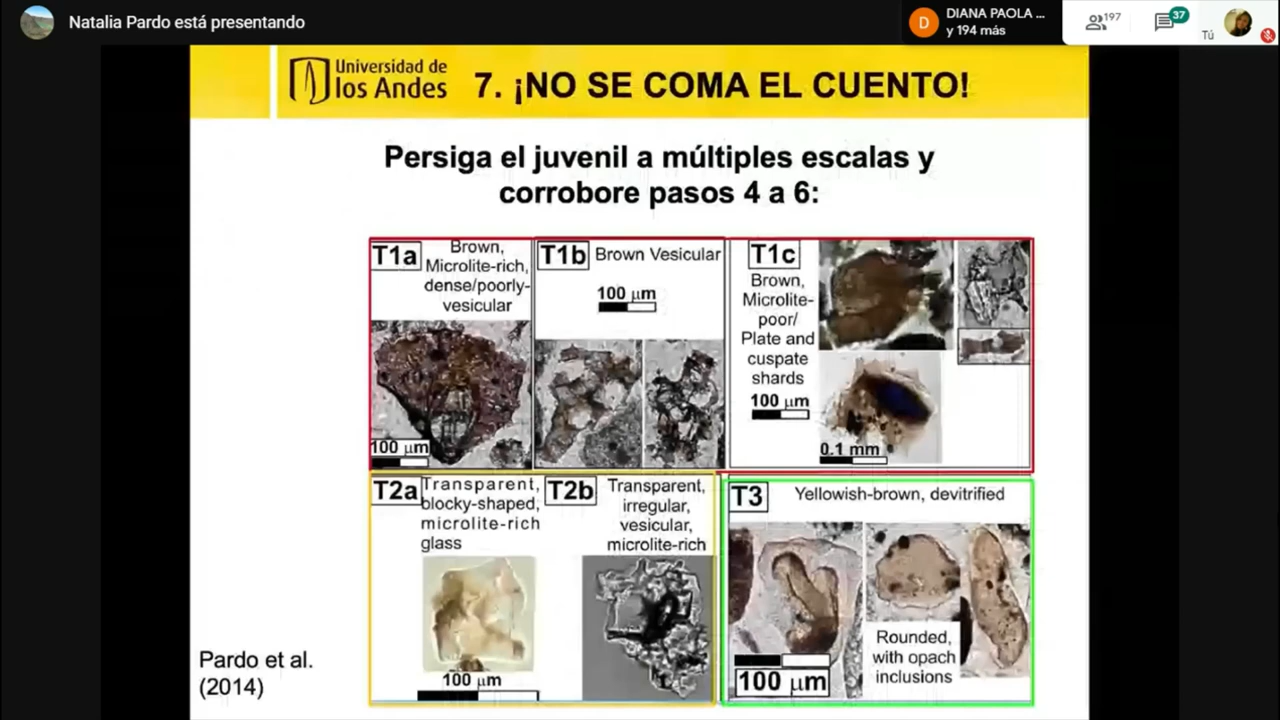 Natalia Pardo está presentando
D
DIANA PAOLA ...
y 194 más
197
37
Tú
Universidad de
los Andes
7. ¡NO SE COMA EL CUENTO!
Persiga el juvenil a múltiples escalas y
corrobore pasos 4 a 6:
T1a
Brown,
Microlite-rich,
dense/poorly-
vesicular
100 µm
T1b
Brown Vesicular
100 µm
T1c
Brown,
Microlite-
poor/
Plate and
cuspate
shards
100 µm
0.1 mm
T2a
Transparent,
blocky-shaped,
microlite-rich
glass
100 µm
T2b
Transparent,
irregular,
vesicular,
microlite-rich
T3
Yellowish-brown, devitrified
Rounded,
with opach
inclusions
100 µm
Pardo et al.
(2014)